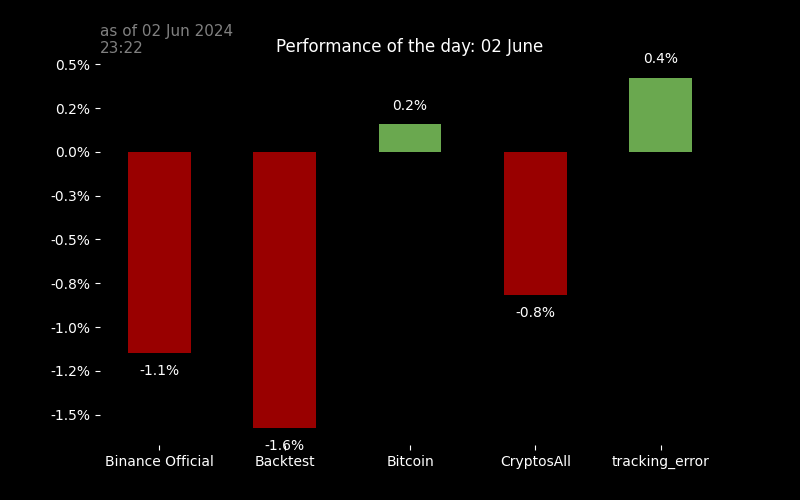 as of 02 Jun 2024
23:22
Performance of the day: 02 June
0.5%
0.2%
0.0%
-0.3%
-0.5%
-0.8%
-1.0%
-1.2%
-1.5%
-1.1%
-1.6%
0.2%
-0.8%
0.4%
Binance Official
Backtest
Bitcoin
CryptosAll
tracking_error